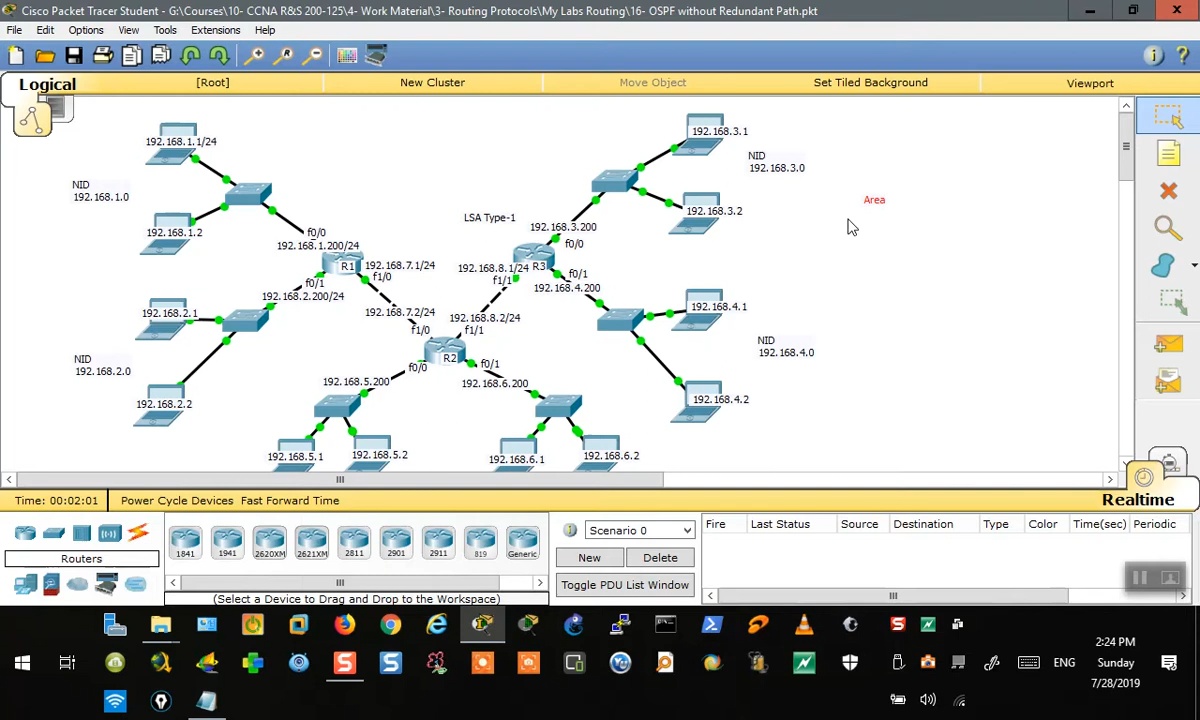 Cisco Packet Tracer Student - G:\Courses\10- CCNA R&S 200-125\4- Work Material\3- Routing Protocols\My Labs Routing\16- OSPF without Redundant Path.pkt
File Edit Options View Tools Extensions Help
Logical [Root] New Cluster Move Object Set Tiled Background Viewport
192.168.1.1/24
NID
192.168.1.0
192.168.1.2
f0/0
192.168.1.200/24
R1
192.168.7.1/24
f1/0
f0/1
192.168.2.200/24
192.168.2.1
NID
192.168.2.0
192.168.2.2
192.168.7.2/24
f1/0
LSA Type-1
192.168.3.1
NID
192.168.3.0
192.168.3.2
192.168.3.200
f0/0
Area
192.168.8.1/24
R3
f1/1
f0/1
192.168.4.200
192.168.8.2/24
f1/1
192.168.4.1
NID
192.168.4.0
192.168.4.2
R2
f0/0
f0/1
192.168.5.200
192.168.6.200
192.168.5.1
192.168.5.2
192.168.6.1
192.168.6.2
Time: 00:02:01 Power Cycle Devices Fast Forward Time
Realtime
Routers
1841 1941 2620XM 2621XM 2811 2901 2911 819 Generic
(Select a Device to Drag and Drop to the Workspace)
Scenario 0
New Delete
Toggle PDU List Window
Fire Last Status Source Destination Type Color Time(sec) Periodic
ENG
2:24 PM
Sunday
7/28/2019